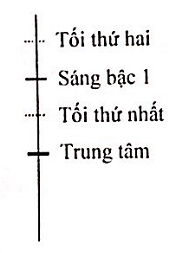 Tối thứ hai
Sáng bậc 1
Tối thứ nhất
Trung tâm